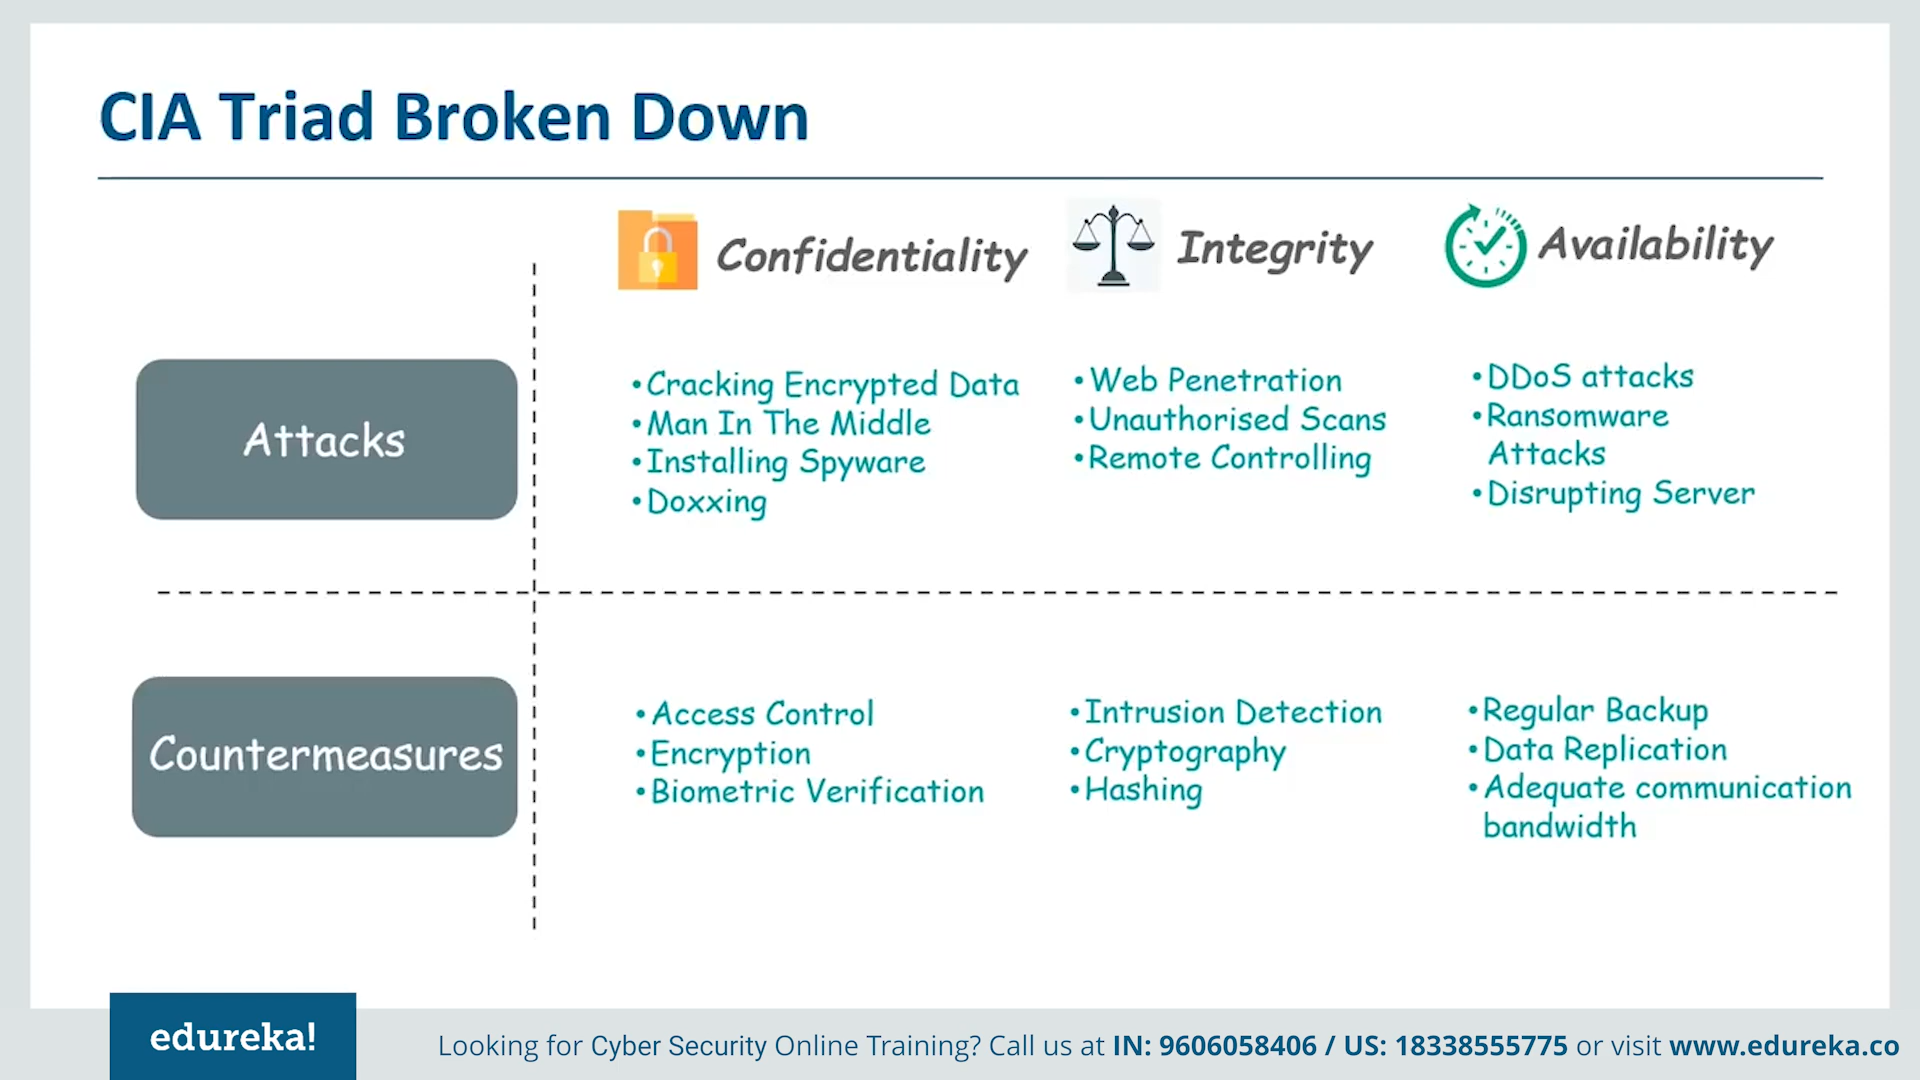 CIA Triad Broken Down
Confidentiality
Integrity
Availability
Attacks
•Cracking Encrypted Data
•Man In The Middle
•Installing Spyware
•Doxxing
•Web Penetration
•Unauthorised Scans
•Remote Controlling
•DDoS attacks
•Ransomware
Attacks
•Disrupting Server
Countermeasures
•Access Control
•Encryption
•Biometric Verification
•Intrusion Detection
•Cryptography
•Hashing
•Regular Backup
•Data Replication
•Adequate communication
bandwidth
edureka!
Looking for Cyber Security Online Training? Call us at IN: 9606058406 / US: 18338555775 or visit www.edureka.co